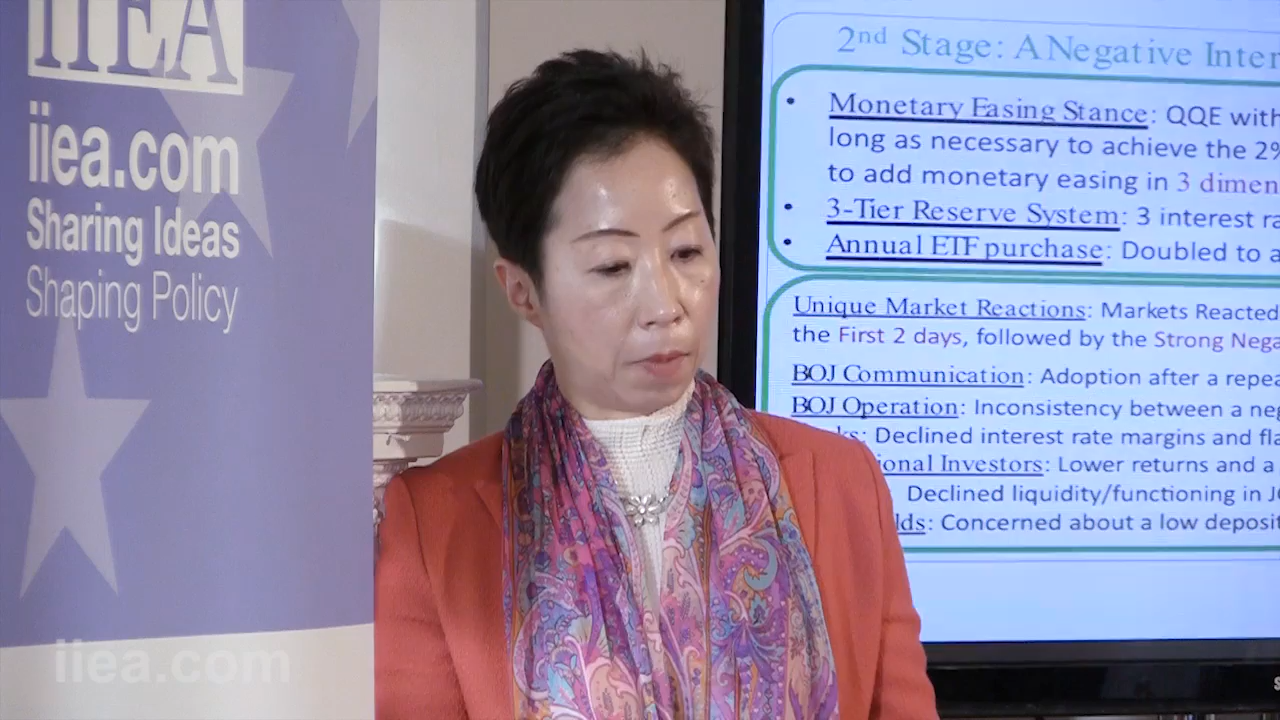 IIEA
iiea.com
Sharing Ideas
Shaping Policy
iiea.com
2nd Stage: A Negative Inter
• Monetary Easing Stance: QQE with
long as necessary to achieve the 2%
to add monetary easing in 3 dimen
• 3-Tier Reserve System: 3 interest ra
• Annual ETF purchase: Doubled to a
Unique Market Reactions: Markets Reacted
the First 2 days, followed by the Strong Nega
BOJ Communication: Adoption after a repea
BOJ Operation: Inconsistency between a neg
ks: Declined interest rate margins and fla
ional Investors: Lower returns and a
Declined liquidity/functioning in J
lds: Concerned about a low deposit